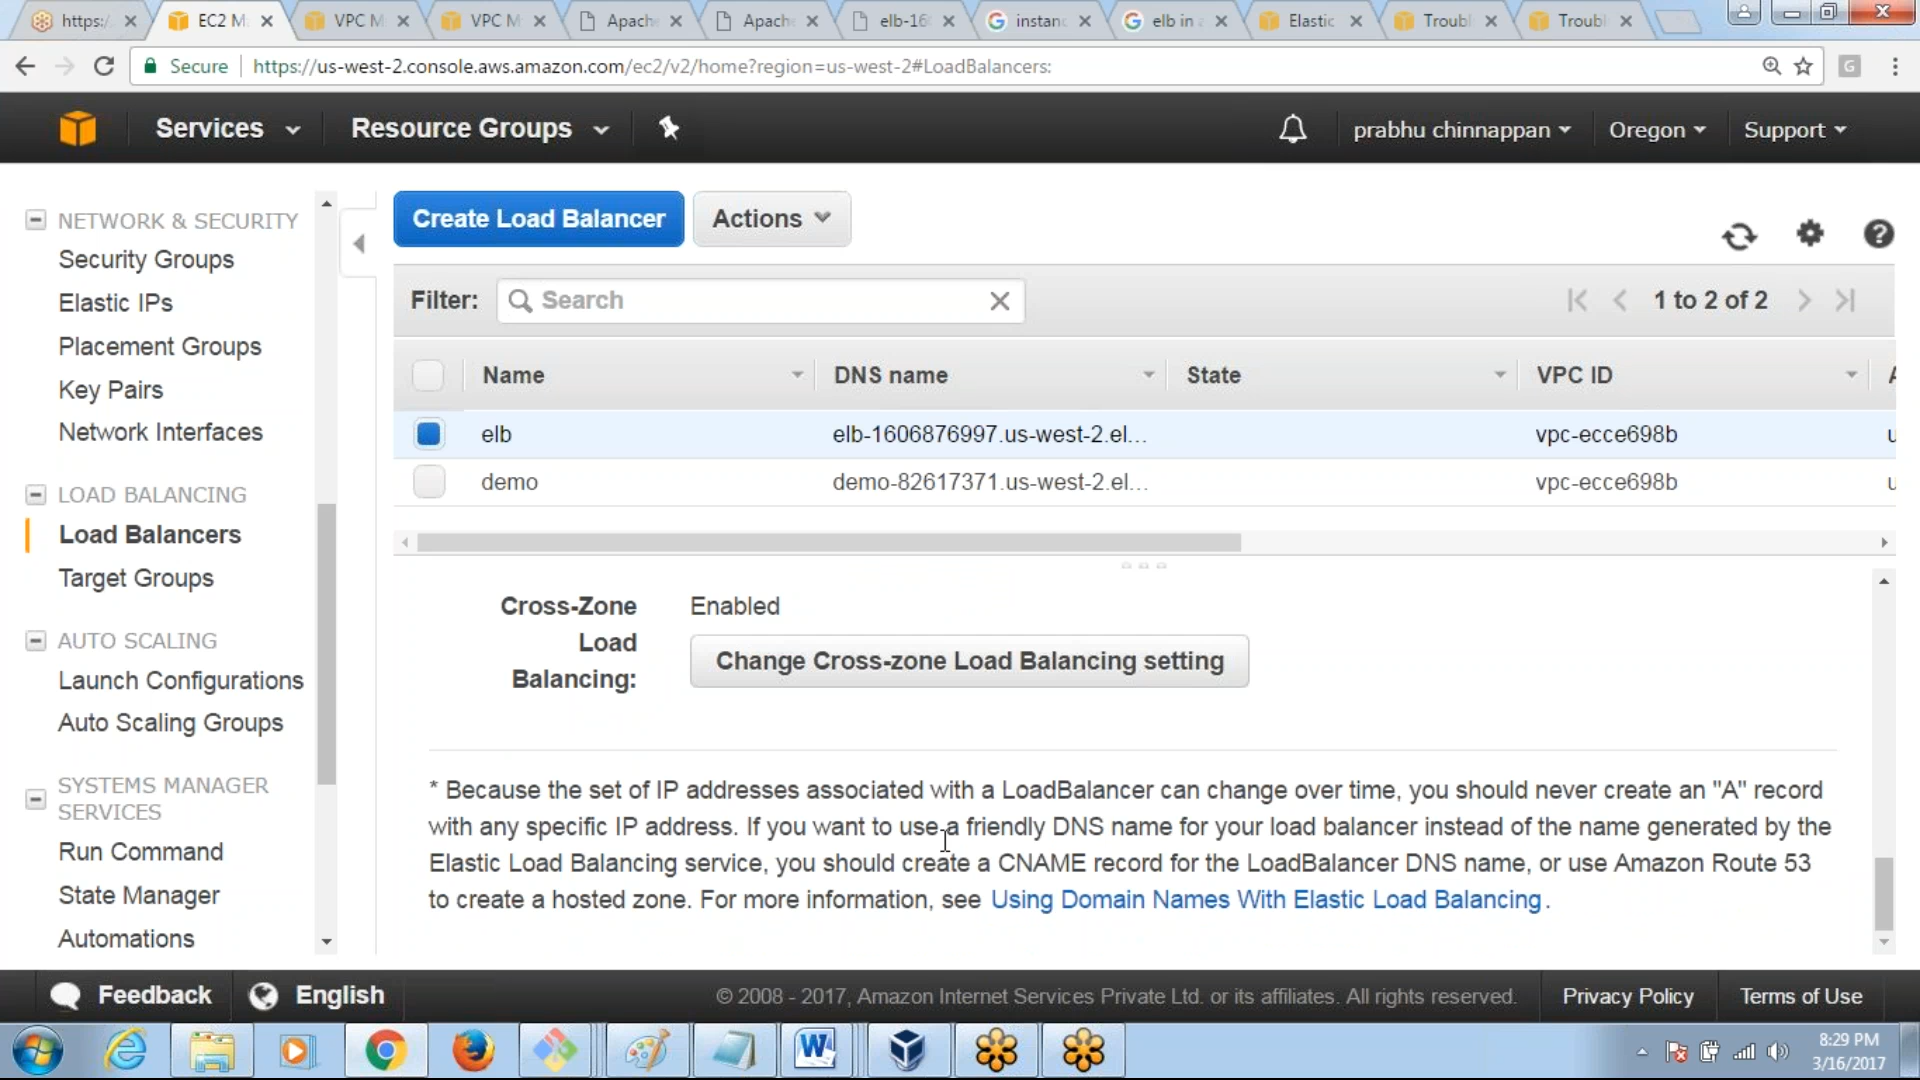 https:/
EC2 M
VPC M
VPC M
Apach
Apach
elb-16
instan
elb in
Elastic
Troubl
Troubl
Secure
https://us-west-2.console.aws.amazon.com/ec2/v2/home?region=us-west-2#LoadBalancers:
Services
Resource Groups
prabhu chinnappan
Oregon
Support
NETWORK & SECURITY
Security Groups
Elastic IPs
Placement Groups
Key Pairs
Network Interfaces
LOAD BALANCING
Load Balancers
Target Groups
AUTO SCALING
Launch Configurations
Auto Scaling Groups
SYSTEMS MANAGER
SERVICES
Run Command
State Manager
Automations
Create Load Balancer
Actions
Filter:
Search
1 to 2 of 2
Name
DNS name
State
VPC ID
elb
elb-1606876997.us-west-2.el...
vpc-ecce698b
u
demo
demo-82617371.us-west-2.el...
vpc-ecce698b
u
Cross-Zone
Load
Balancing:
Enabled
Change Cross-zone Load Balancing setting
* Because the set of IP addresses associated with a LoadBalancer can change over time, you should never create an "A" record
with any specific IP address. If you want to use a friendly DNS name for your load balancer instead of the name generated by the
Elastic Load Balancing service, you should create a CNAME record for the LoadBalancer DNS name, or use Amazon Route 53
to create a hosted zone. For more information, see Using Domain Names With Elastic Load Balancing.
Feedback
English
© 2008 - 2017, Amazon Internet Services Private Ltd. or its affiliates. All rights reserved.
Privacy Policy
Terms of Use
8:29 PM
3/16/2017